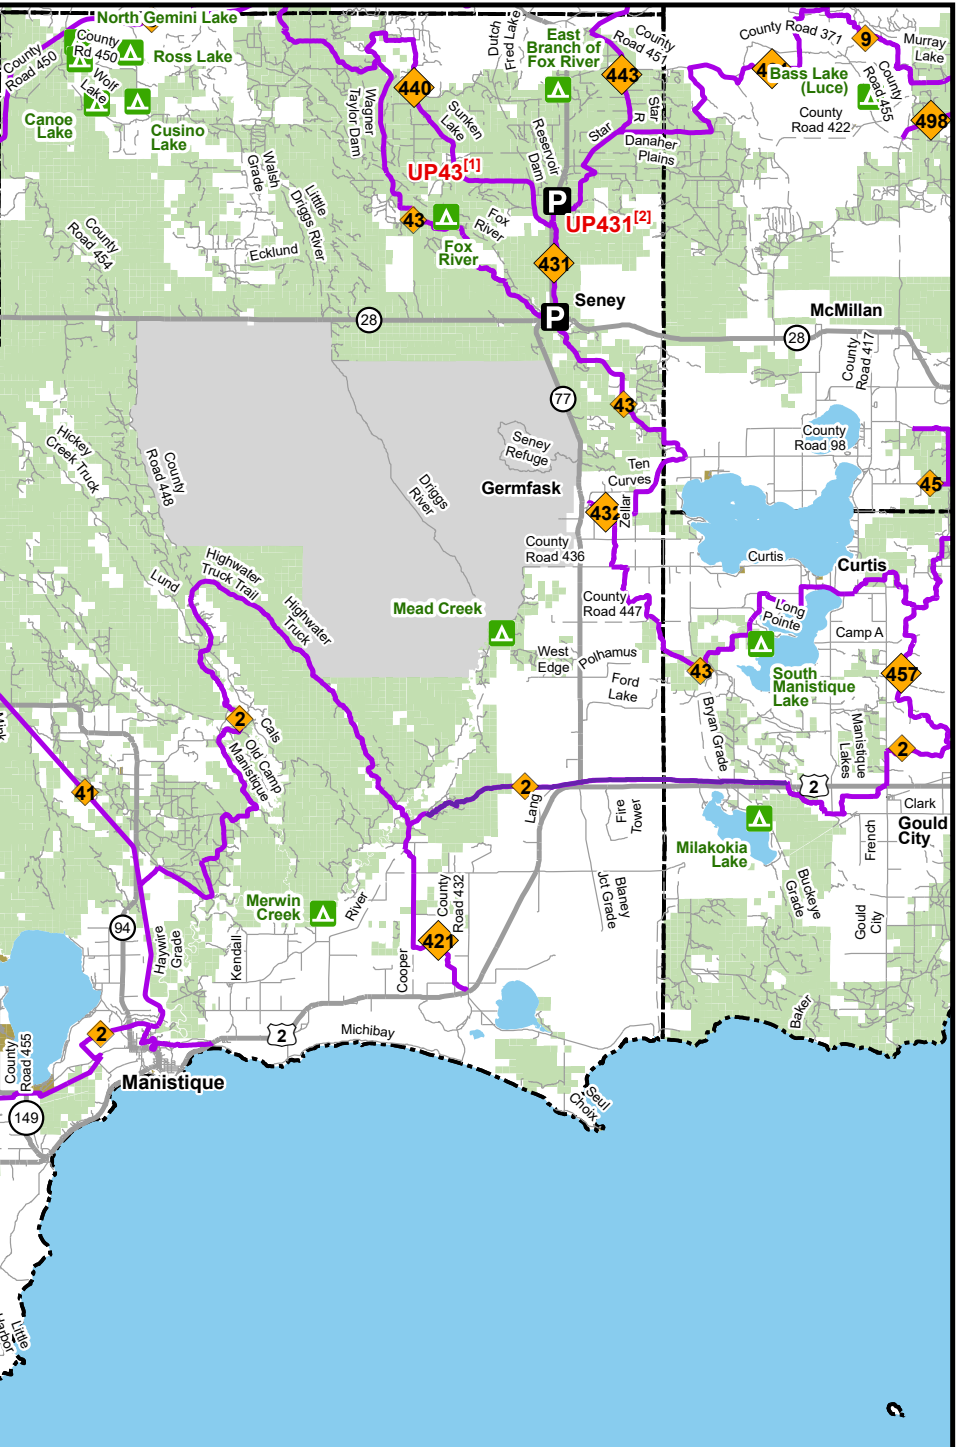 North Gemini Lake
County
Rd 450
County
Road 450
Ross Lake
Wolf
Lake
Canoe
Lake
Cusino
Lake
Wagner
Taylor Dam
440
Sunken
Lake
Dutch
Fred Lake
East
Branch of
Fox River
443
County
Road 451
County Road 371
9
Murray
Lake
Bass Lake
(Luce)
County
Road 455
County
Road 422
498
Star
Star
Danaher
Plains
Reservoir
Dam
UP43[1]
UP431[2]
P
Walsh
Grade
Little
Driggs River
Ecklund
County
Road 454
43
Fox
River
Fox
River
431
Seney
P
28
McMillan
28
County
Road 417
77
43
County
Road 98
45
Hickey
Creek Truck
County
Road 448
Driggs
River
Seney
Refuge
Germfask
Ten
Curves
432
Zellar
County
Road 436
Curtis
Curtis
Lund
Highwater
Truck Trail
Highwater
Truck
Mead Creek
County
Road 447
Long
Pointe
Camp A
West
Edge
Polhamus
Ford
Lake
43
South
Manistique
Lake
457
2
Cals
Old Camp
Manistique
Bryan Grade
Manistique
Lakes
2
41
2
Lang
Fire
Tower
2
Clark
Gould
City
Milakokia
Lake
French
Merwin
Creek
River
County
Road 432
Blaney
Jct Grade
Buckeye
Grade
Gould
City
94
Haywire
Grade
Kendall
421
Cooper
Baker
2
2
Michibay
County
Road 455
Manistique
149
Seul
Choix
Little
Harbor